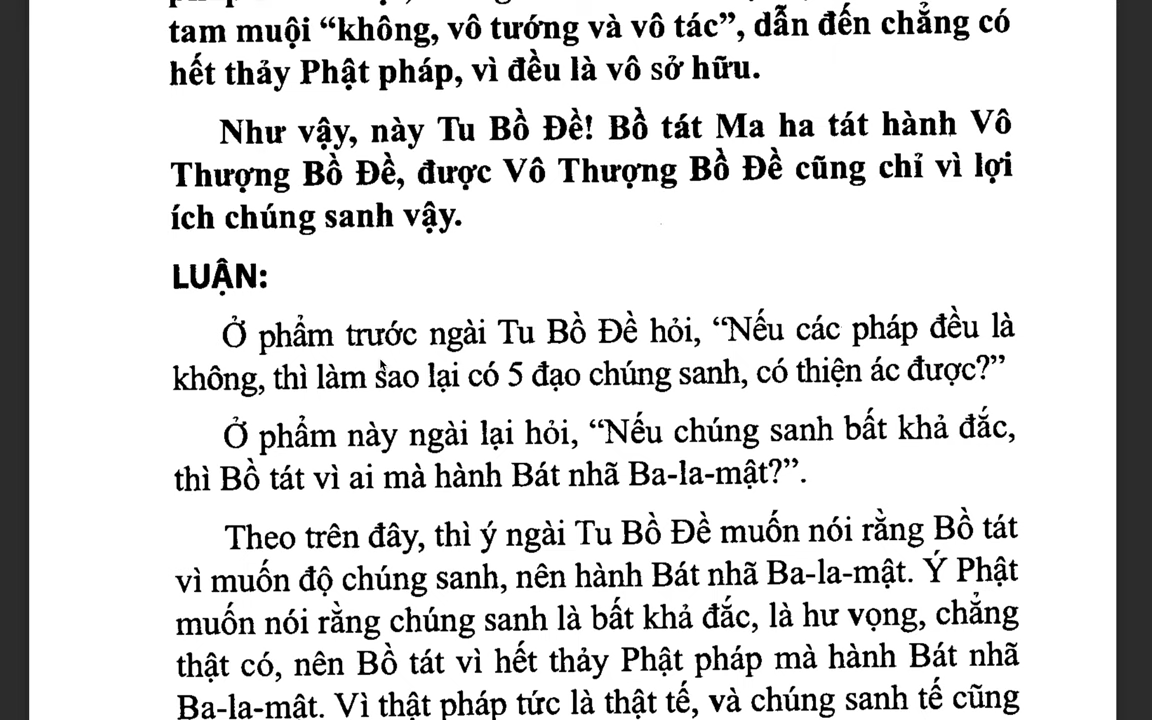 tam muội “không, vô tướng và vô tác”, dẫn đến chẳng có
hết thảy Phật pháp, vì đều là vô sở hữu.
Như vậy, này Tu Bồ Đề! Bồ tát Ma ha tát hành Vô
Thượng Bồ Đề, được Vô Thượng Bồ Đề cũng chỉ vì lợi
ích chúng sanh vậy.
LUẬN:
Ở phẩm trước ngài Tu Bồ Đề hỏi, “Nếu các pháp đều là
không, thì làm sao lại có 5 đạo chúng sanh, có thiện ác được?”
Ở phẩm này ngài lại hỏi, “Nếu chúng sanh bất khả đắc,
thì Bồ tát vì ai mà hành Bát nhã Ba-la-mật?”.
Theo trên đây, thì ý ngài Tu Bồ Đề muốn nói rằng Bồ tát
vì muốn độ chúng sanh, nên hành Bát nhã Ba-la-mật. Ý Phật
muốn nói rằng chúng sanh là bất khả đắc, là hư vọng, chẳng
thật có, nên Bồ tát vì hết thảy Phật pháp mà hành Bát nhã
Ba-la-mật. Vì thật pháp tức là thật tế, và chúng sanh tế cũng